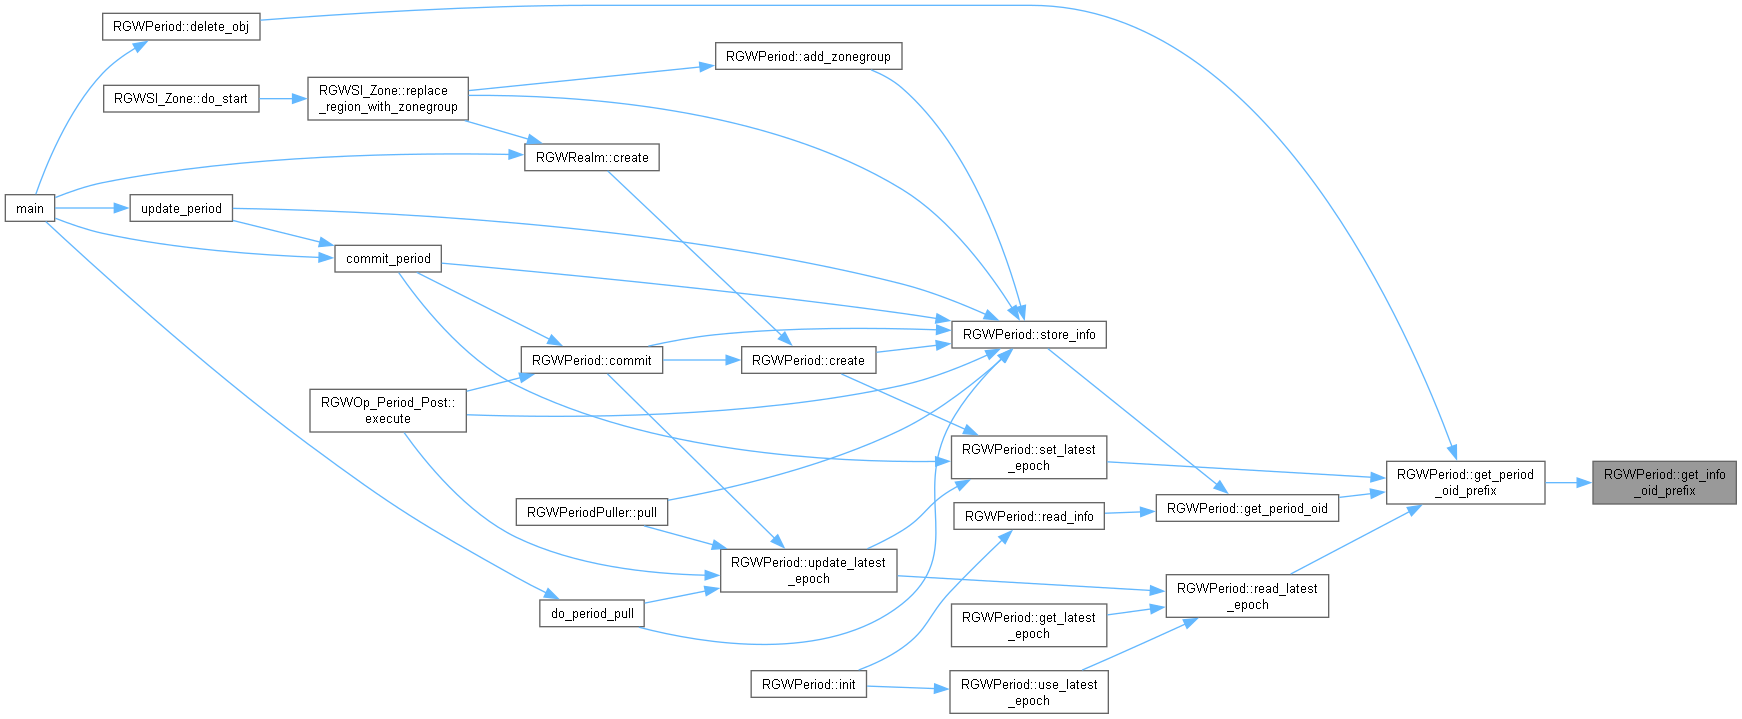 RGWPeriod::delete_obj
RGWPeriod::add_zonegroup
RGWSI_Zone::do_start
RGWSI_Zone::replace
_region_with_zonegroup
RGWRealm::create
main
update_period
commit_period
RGWPeriod::store_info
RGWPeriod::commit
RGWPeriod::create
RGWOp_Period_Post::
execute
RGWPeriod::set_latest
_epoch
RGWPeriod::get_period
_oid_prefix
RGWPeriod::get_info
_oid_prefix
RGWPeriodPuller::pull
RGWPeriod::read_info
RGWPeriod::get_period_oid
RGWPeriod::update_latest
_epoch
RGWPeriod::read_latest
_epoch
do_period_pull
RGWPeriod::get_latest
_epoch
RGWPeriod::init
RGWPeriod::use_latest
_epoch